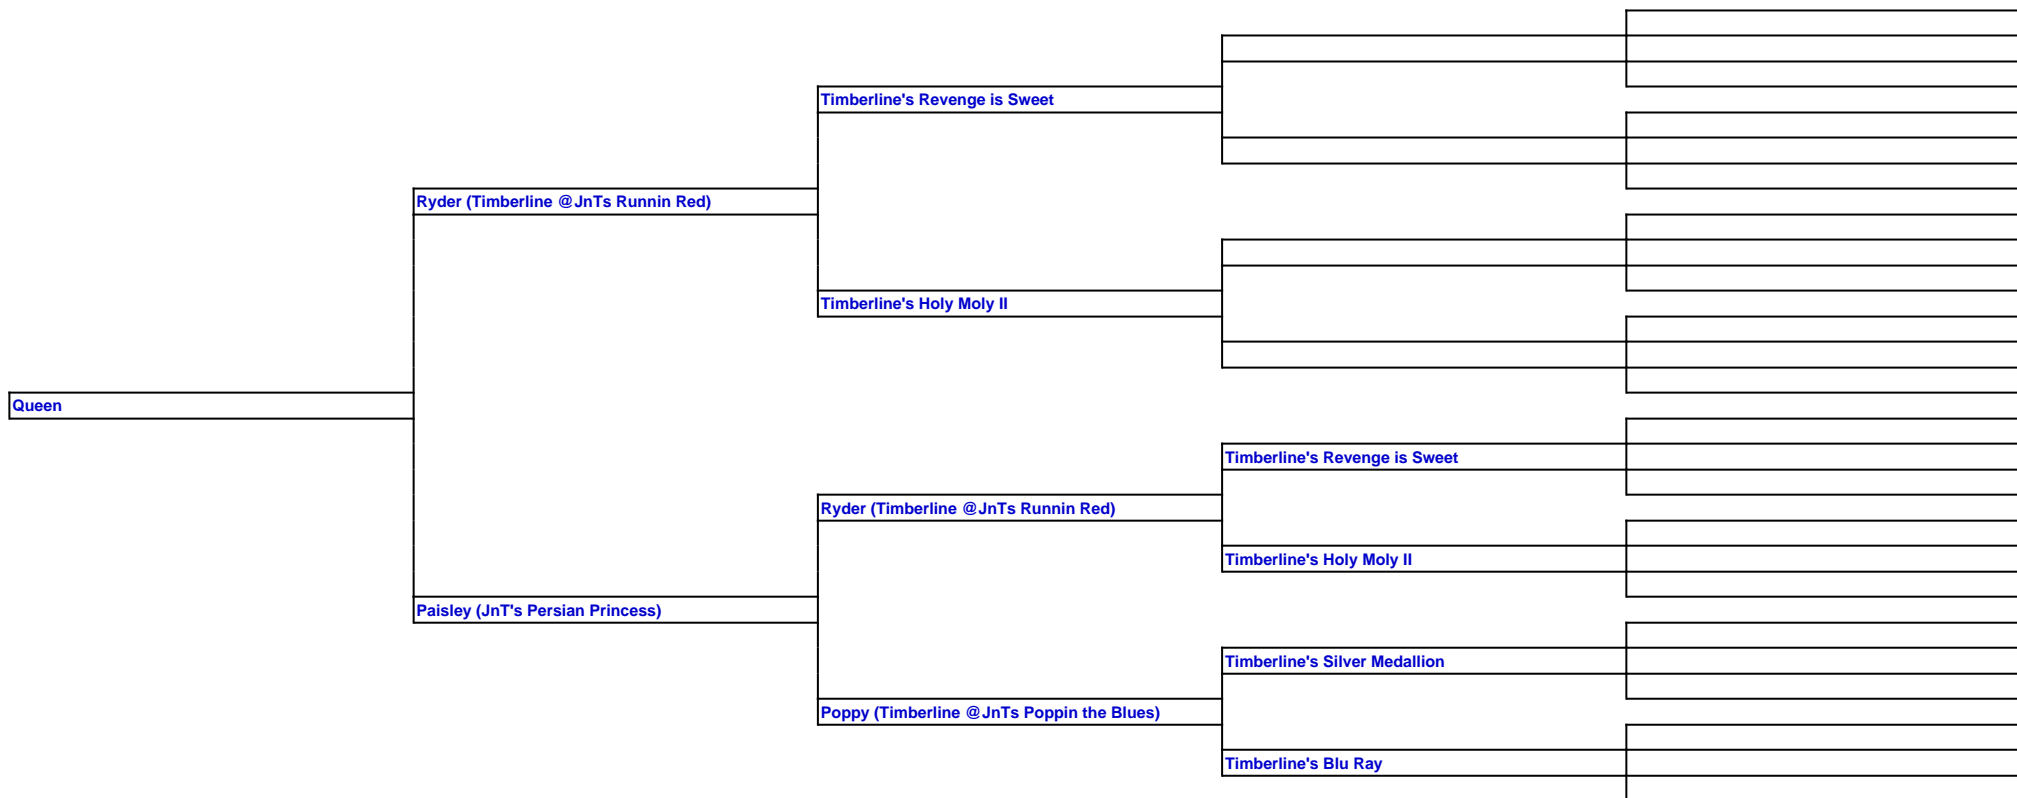 Timberline's Revenge is Sweet
Ryder (Timberline @JnTs Runnin Red)
Timberline's Holy Moly II
Queen
Timberline's Revenge is Sweet
Ryder (Timberline @JnTs Runnin Red)
Timberline's Holy Moly II
Paisley (JnT's Persian Princess)
Timberline's Silver Medallion
Poppy (Timberline @JnTs Poppin the Blues)
Timberline's Blu Ray